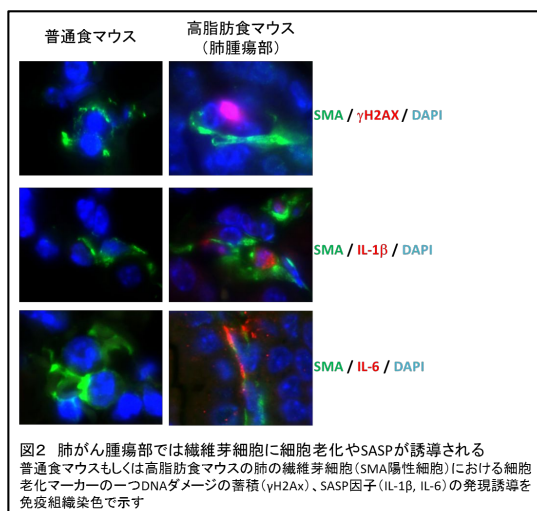 普通食マウス
高脂肪食マウス
(肺腫瘍部)
SMA / γH2AX / DAPI
SMA / IL-1β / DAPI
SMA / IL-6 / DAPI
図2 肺がん腫瘍部では繊維芽細胞に細胞老化やSASPが誘導される
普通食マウスもしくは高脂肪食マウスの肺の繊維芽細胞(SMA陽性細胞)における細胞
老化マーカーの一つDNAダメージの蓄積(γH2Ax)、SASP因子(IL-1β, IL-6)の発現誘導を
免疫組織染色で示す